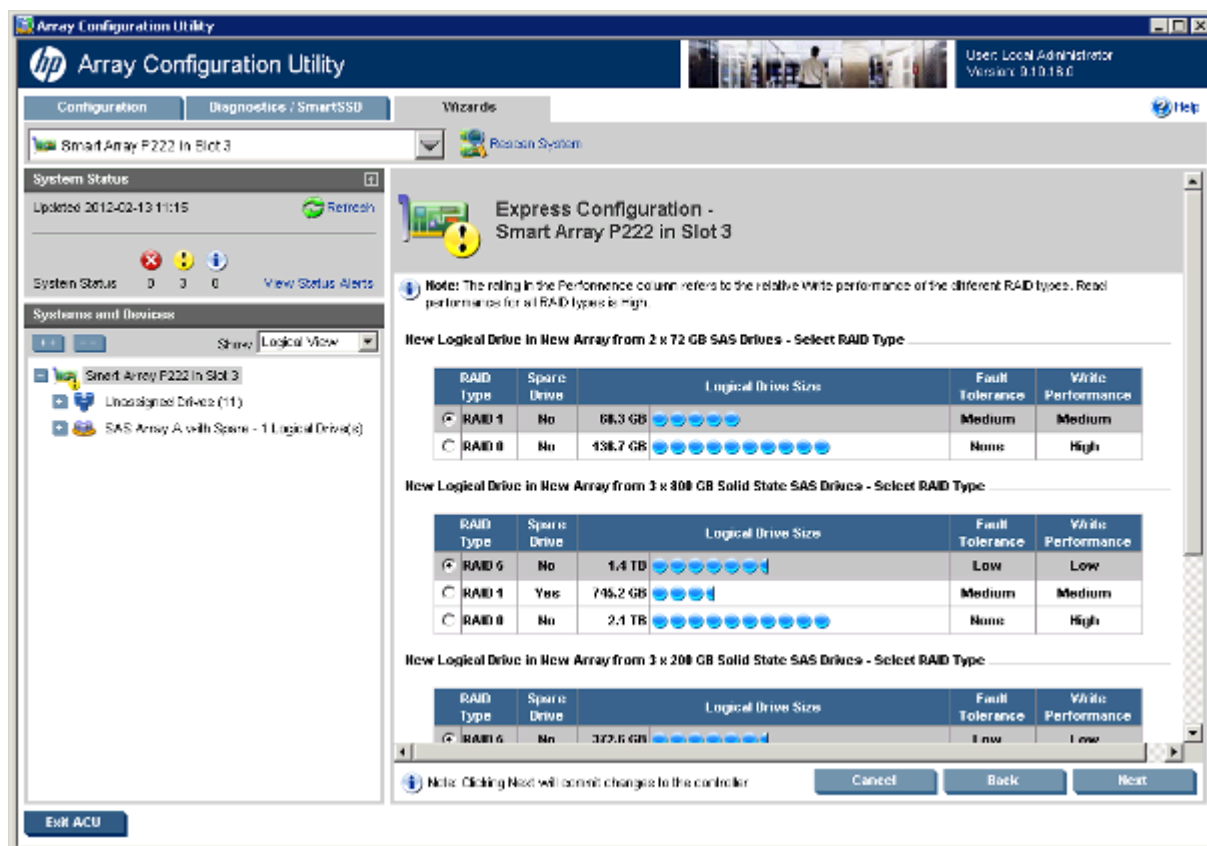 Array Configuration Utility
hp Array Configuration Utility
User: Local Administrator
Version: 9.10.18.0
Configuration
Diagnostics / SmartSSD
Wizards
Help
Smart Array P222 in Slot 3
Rescan System
System Status
Updated 2012-02-13 11:15
Refresh
System Status 0 3 0 View Status Alerts
Systems and Devices
Show Logical View
Smart Array P222 in Slot 3
Unassigned Drives (11)
SAS Array A with Spare - 1 Logical Drive(s)
Express Configuration -
Smart Array P222 in Slot 3
Note: The rating in the Performance column refers to the relative Write performance of the different RAID types. Read
performance for all RAID types is High.
New Logical Drive in New Array from 2 x 72 GB SAS Drives - Select RAID Type
RAID Type Spare Drive Logical Drive Size Fault Tolerance Write Performance
RAID 1 No 68.3 GB Medium Medium
RAID 0 No 136.7 GB None High
New Logical Drive in New Array from 3 x 800 GB Solid State SAS Drives - Select RAID Type
RAID Type Spare Drive Logical Drive Size Fault Tolerance Write Performance
RAID 5 No 1.4 TB Low Low
RAID 1 Yes 745.2 GB Medium Medium
RAID 0 No 2.1 TB None High
New Logical Drive in New Array from 3 x 200 GB Solid State SAS Drives - Select RAID Type
RAID Type Spare Drive Logical Drive Size Fault Tolerance Write Performance
RAID 5 No 372.6 GB Low Low
Note: Clicking Next will commit changes to the controller
Cancel
Back
Next
Exit ACU